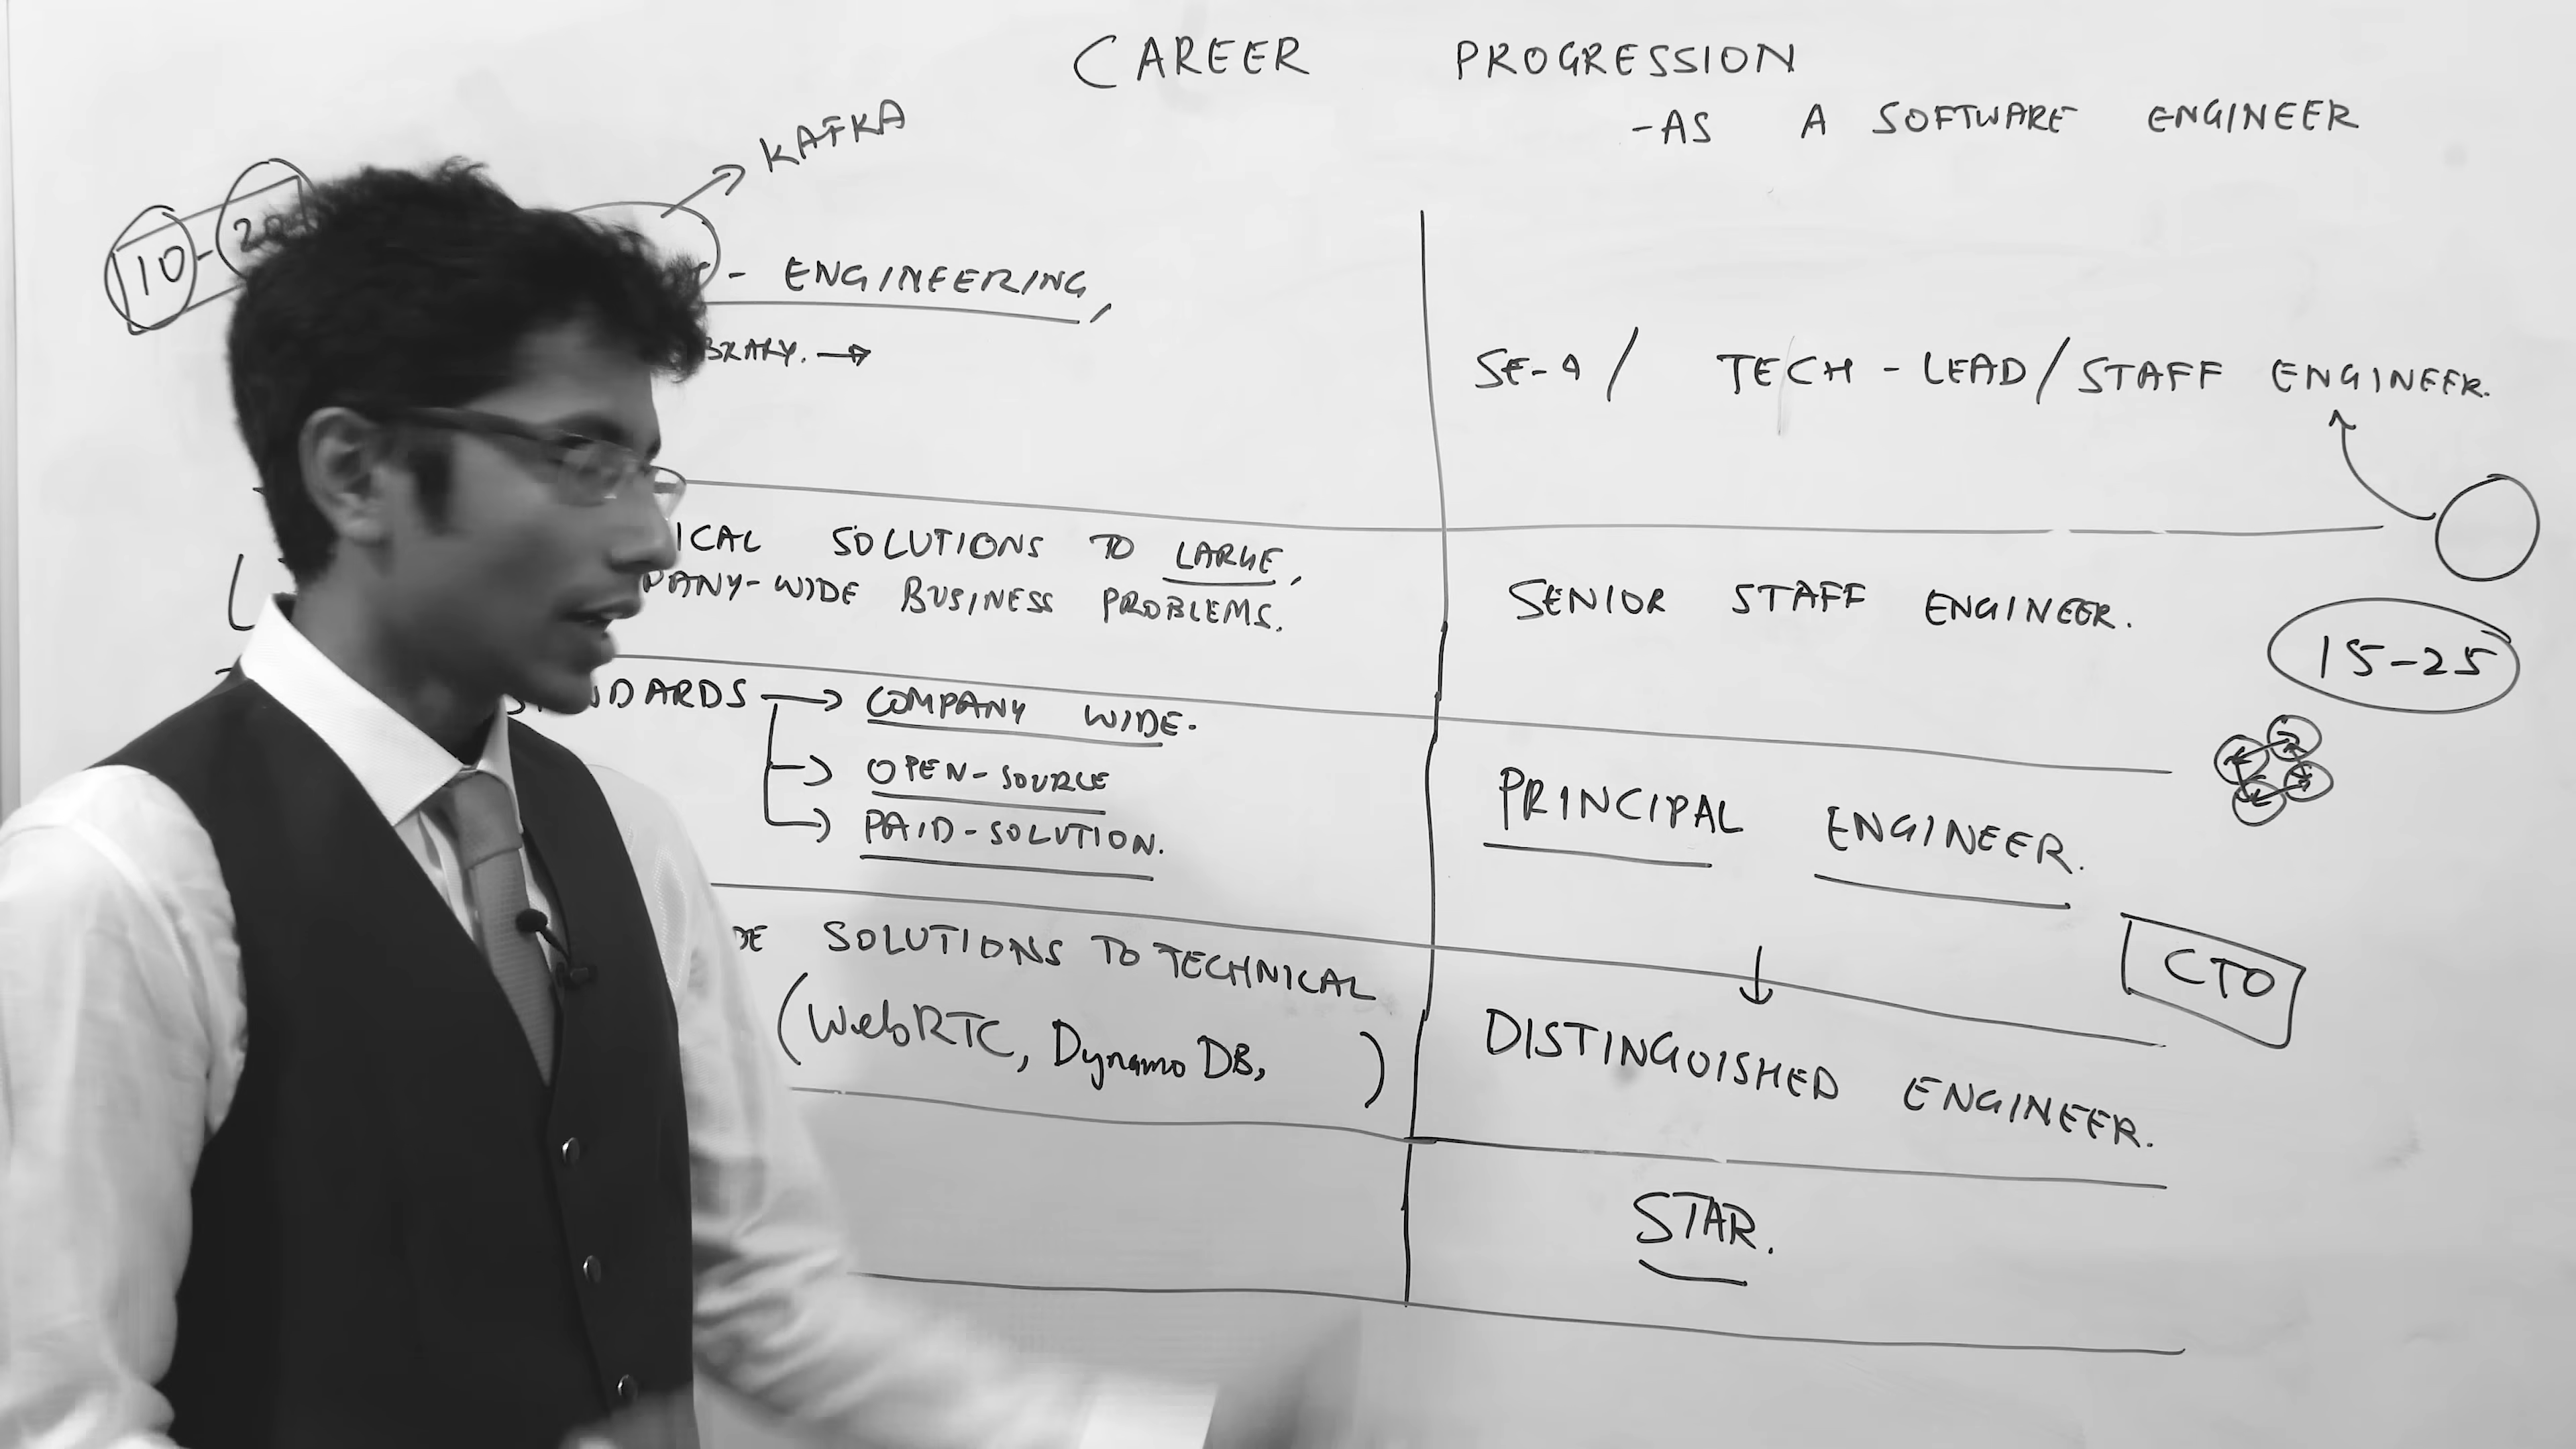 CAREER PROGRESSION
-AS A SOFTWARE ENGINEER
KAFKA
10-
- ENGINEERING,
SE-4 / TECH-LEAD/STAFF ENGINEER.
SOLUTIONS TO LARGE,
WIDE BUSINESS PROBLEMS.
SENIOR STAFF ENGINEER.
15-25
COMPANY WIDE.
OPEN-SOURCE
PAID-SOLUTION.
PRINCIPAL ENGINEER.
CTO
SOLUTIONS TO TECHNICAL
(WebRTC, DynamoDB, )
DISTINGUISHED ENGINEER.
STAR.